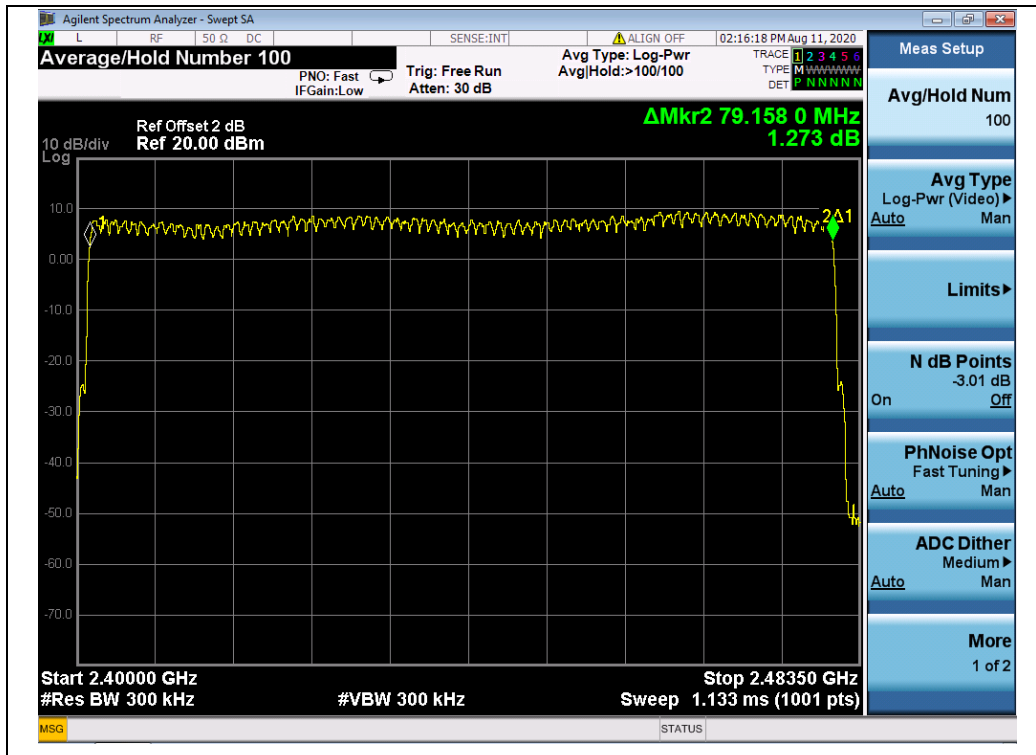 Agilent Spectrum Analyzer - Swept SA
LXI L RF 50 Ω DC SENSE:INT ALIGN OFF 02:16:18 PM Aug 11, 2020
Average/Hold Number 100
PNO: Fast
IFGain:Low
Trig: Free Run
Atten: 30 dB
Avg Type: Log-Pwr
Avg|Hold:>100/100
TRACE 1 2 3 4 5 6
TYPE M WWWWW
DET P N N N N N
Ref Offset 2 dB
10 dB/div Ref 20.00 dBm
Log
ΔMkr2 79.158 0 MHz
1.273 dB
10.0
0.00
-10.0
-20.0
-30.0
-40.0
-50.0
-60.0
-70.0
1
2Δ1
Start 2.40000 GHz
Stop 2.48350 GHz
#Res BW 300 kHz
#VBW 300 kHz
Sweep 1.133 ms (1001 pts)
MSG
STATUS
Meas Setup
Avg/Hold Num
100
Avg Type
Log-Pwr (Video)
Auto Man
Limits
N dB Points
-3.01 dB
On Off
PhNoise Opt
Fast Tuning
Auto Man
ADC Dither
Medium
Auto Man
More
1 of 2